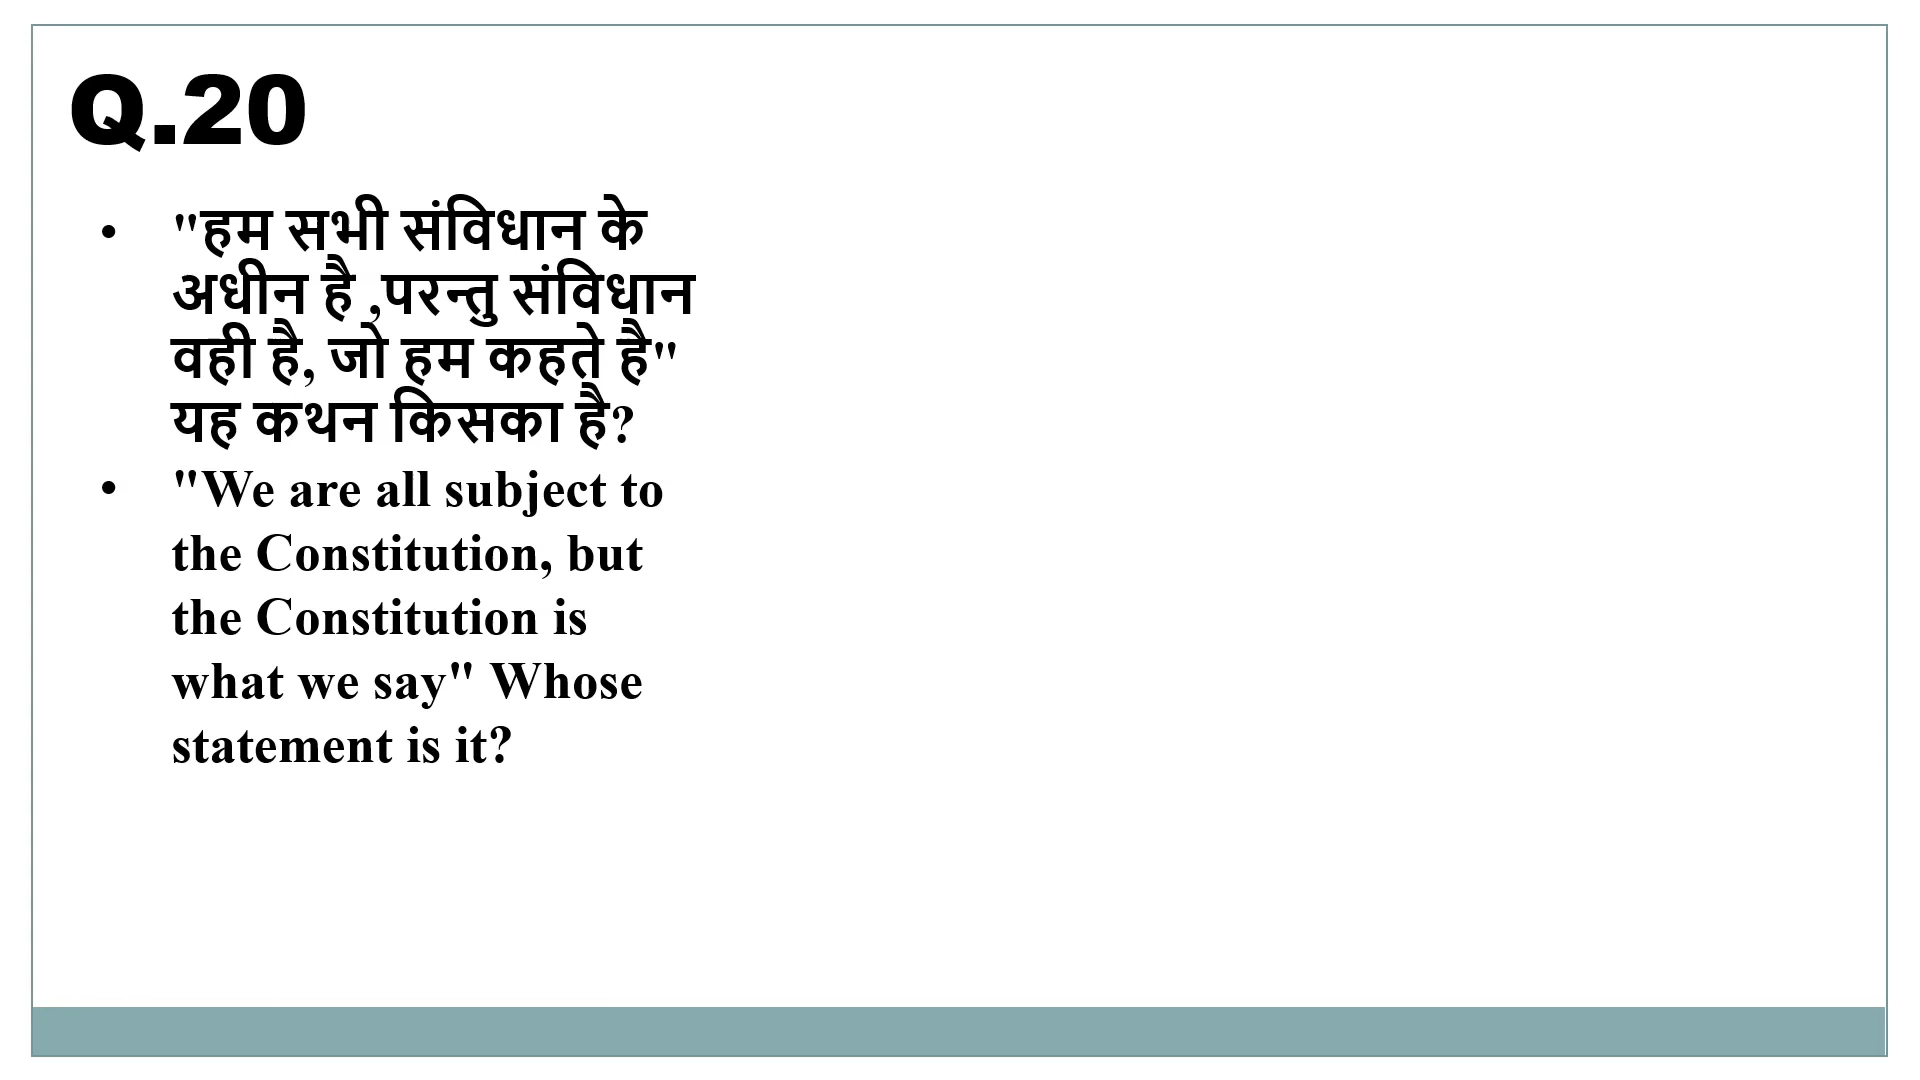 Q.20
• "हम सभी संविधान के
अधीन है ,परन्तु संविधान
वही है, जो हम कहते है"
यह कथन किसका है?
• "We are all subject to
the Constitution, but
the Constitution is
what we say" Whose
statement is it?